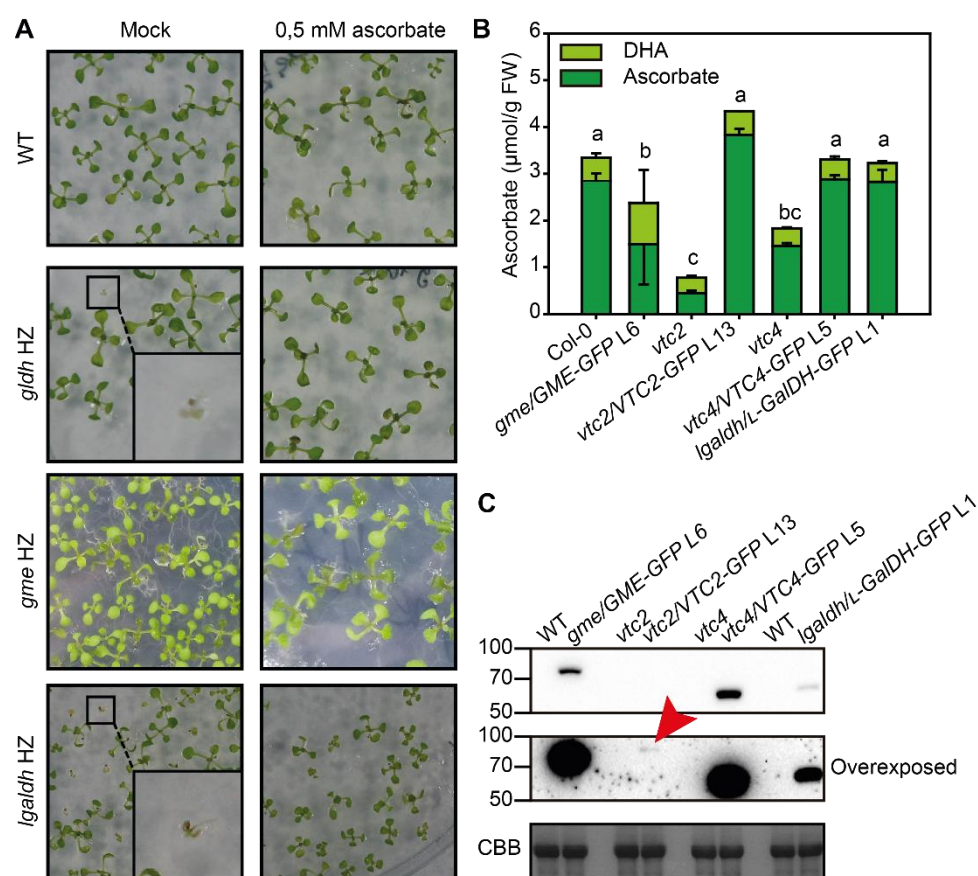 A
Mock
0,5 mM ascorbate
WT
gldh HZ
gme HZ
lgaldh HZ
B
Ascorbate (µmol/g FW)
6
5
4
3
2
1
0
DHA
Ascorbate
a
b
c
a
bc
a
a
Col-0
gme/GME-GFP L6
vtc2
vtc2/VTC2-GFP L13
vtc4
vtc4/VTC4-GFP L5
lgaldh/L-GalDH-GFP L1
C
WT
gme/GME-GFP L6
vtc2
vtc2/VTC2-GFP L13
vtc4
vtc4/VTC4-GFP L5
WT
lgaldh/L-GalDH-GFP L1
100
70
50
100
70
50
Overexposed
CBB